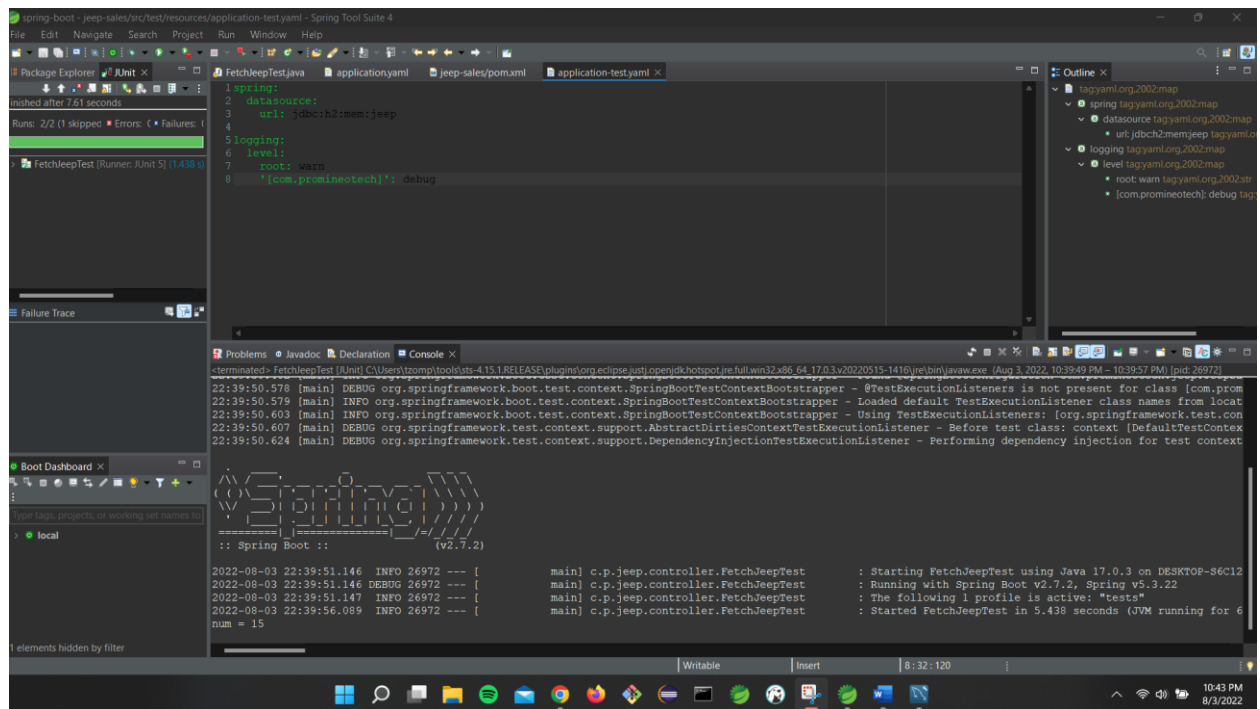 spring-boot - jeep-sales/src/test/resources/application-test.yaml - Spring Tool Suite 4
File Edit Navigate Search Project Run Window Help
Package Explorer JUnit
FetchJeepTest.java application.yaml jeep-sales/pom.xml application-test.yaml
Outline
inished after 7.61 seconds
Runs: 2/2 (1 skipped Errors: Failures:
FetchJeepTest [Runner: JUnit 5] (1.438 s)
1 spring:
2 datasource:
3 url: jdbc:h2:mem:jeep
4
5 logging:
6 level:
7 root: warn
8 '[com.promineotech]': debug
tag:yaml.org,2002:map
spring tag:yaml.org,2002:map
datasource tag:yaml.org,2002:map
url: jdbc:h2:mem:jeep tag:yaml.o
logging tag:yaml.org,2002:map
level tag:yaml.org,2002:map
root: warn tag:yaml.org,2002:str
[com.promineotech]: debug tag:
Failure Trace
Problems Javadoc Declaration Console
<terminated> FetchJeepTest [JUnit] C:\Users\tzomp\tools\sts-4.15.1.RELEASE\plugins\org.eclipse.justj.openjdk.hotspot.jre.full.win32.x86_64_17.0.3.v20220515-1416\jre\bin\javaw.exe (Aug 3, 2022, 10:39:49 PM – 10:39:57 PM) [pid: 26972]
22:39:50.578 [main] DEBUG org.springframework.boot.test.context.SpringBootTestContextBootstrapper - @TestExecutionListeners is not present for class [com.prom
22:39:50.579 [main] INFO org.springframework.boot.test.context.SpringBootTestContextBootstrapper - Loaded default TestExecutionListener class names from locat
22:39:50.603 [main] INFO org.springframework.boot.test.context.SpringBootTestContextBootstrapper - Using TestExecutionListeners: [org.springframework.test.con
22:39:50.607 [main] DEBUG org.springframework.test.context.support.AbstractDirtiesContextTestExecutionListener - Before test class: context [DefaultTestContex
22:39:50.624 [main] DEBUG org.springframework.test.context.support.DependencyInjectionTestExecutionListener - Performing dependency injection for test context
:: Spring Boot :: (v2.7.2)
2022-08-03 22:39:51.146 INFO 26972 --- [ main] c.p.jeep.controller.FetchJeepTest : Starting FetchJeepTest using Java 17.0.3 on DESKTOP-S6C12
2022-08-03 22:39:51.146 DEBUG 26972 --- [ main] c.p.jeep.controller.FetchJeepTest : Running with Spring Boot v2.7.2, Spring v5.3.22
2022-08-03 22:39:51.147 INFO 26972 --- [ main] c.p.jeep.controller.FetchJeepTest : The following 1 profile is active: "tests"
2022-08-03 22:39:56.089 INFO 26972 --- [ main] c.p.jeep.controller.FetchJeepTest : Started FetchJeepTest in 5.438 seconds (JVM running for 6
num = 15
Boot Dashboard
Type tags, projects, or working set names to
local
1 elements hidden by filter
Writable Insert 8 : 32 : 120
10:43 PM
8/3/2022